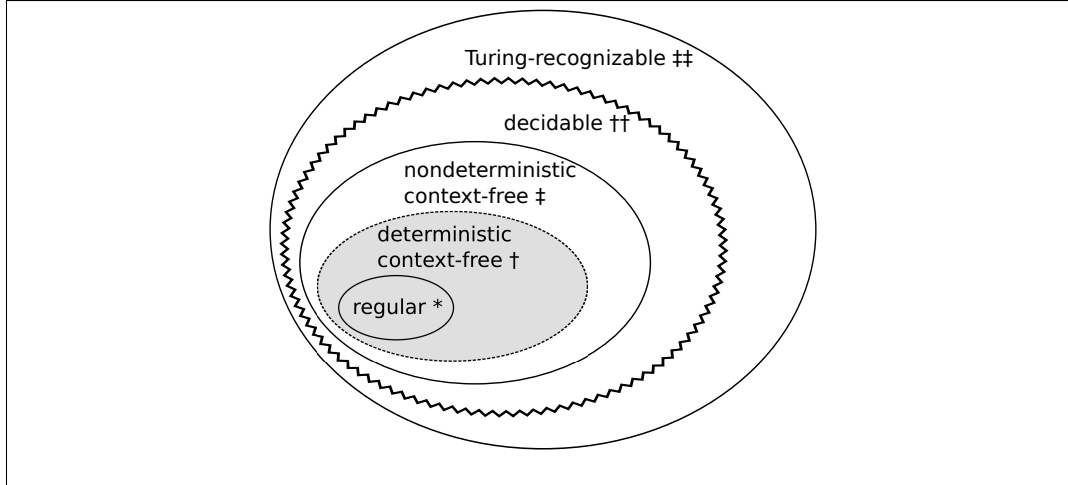 Turing-recognizable ‡‡
decidable ††
nondeterministic
context-free ‡
deterministic
context-free †
regular *